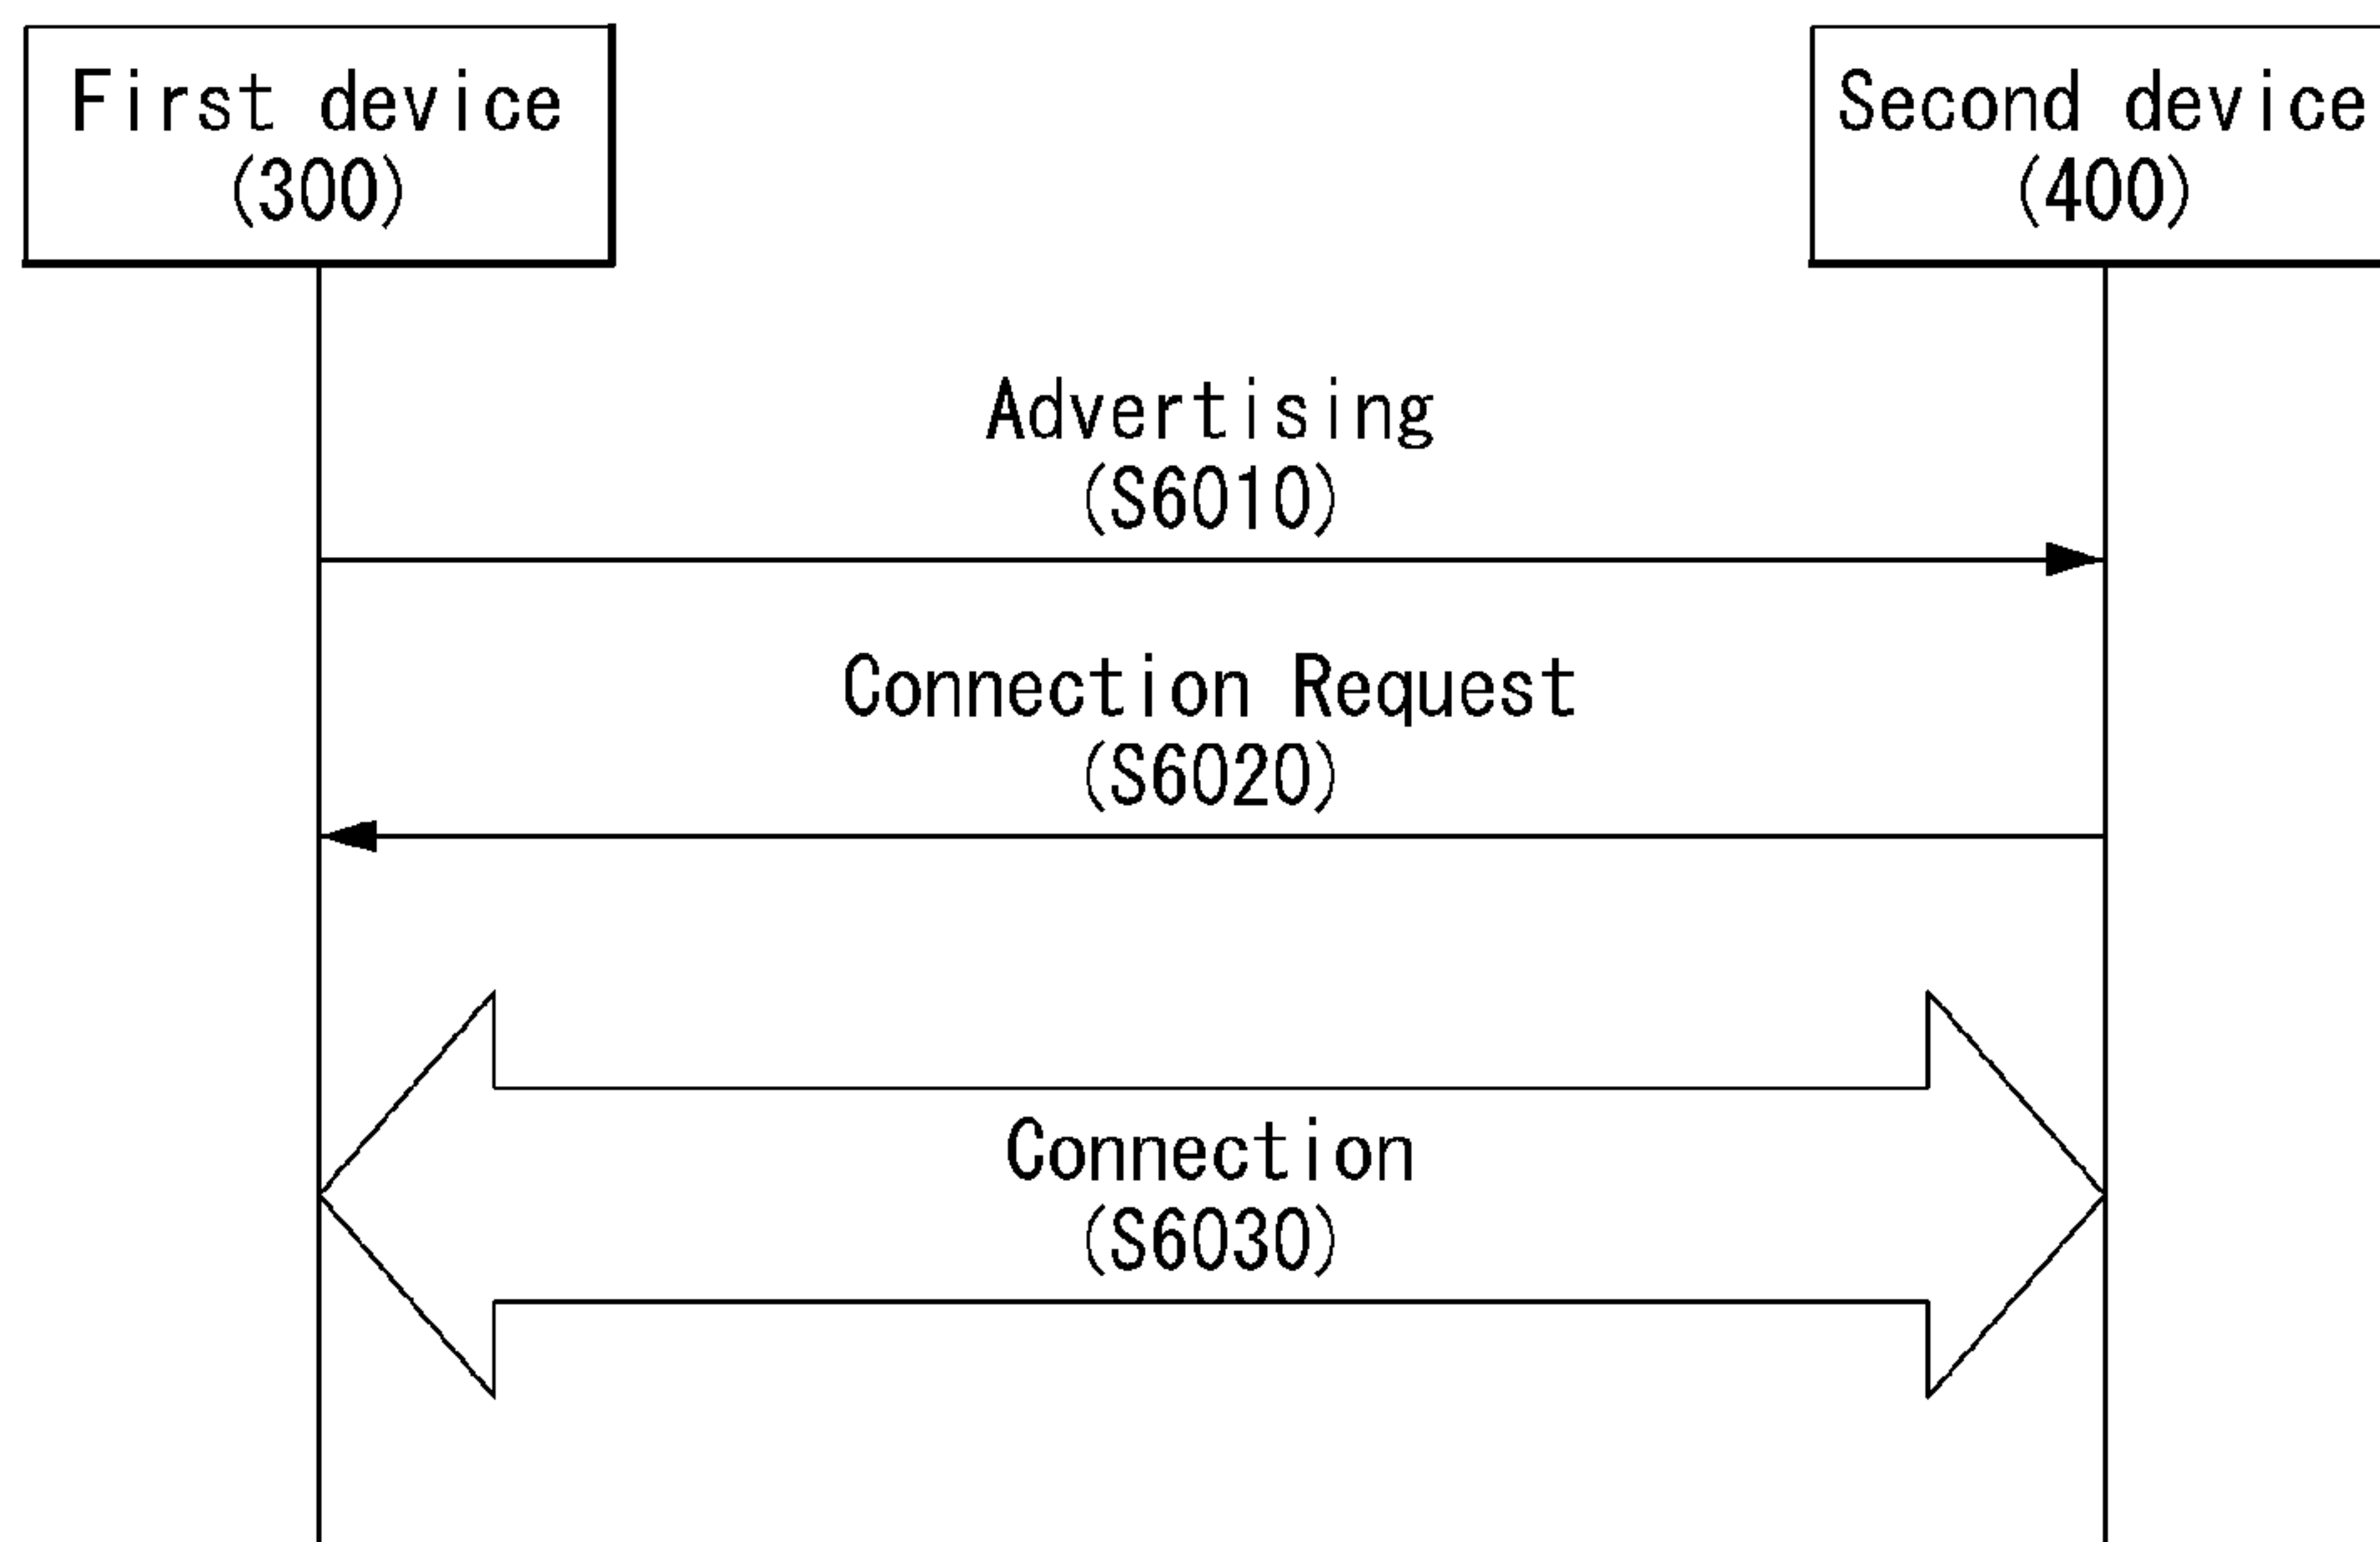 First device
(300)
Second device
(400)
Advertising
(S6010)
Connection Request
(S6020)
Connection
(S6030)